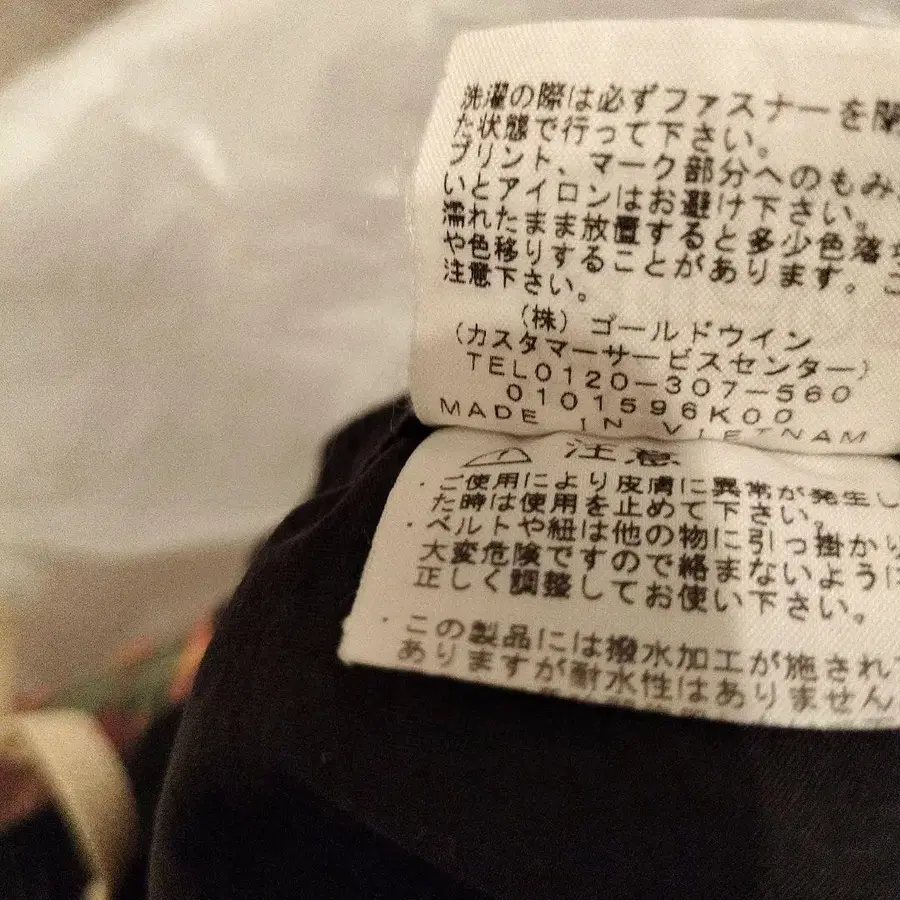 洗濯の際は必ずファスナーを閉
た状態で行って下さい。
プリント、マーク部分へのもみ
いとアイロンはお避け下さい。
濡れたまま放置すると多少色落ち
や色移りすることがあります。ご
注意下さい。
(株)ゴールドウイン
(カスタマーサービスセンター)
TEL0120-307-560
0101596K00
MADE IN VIETNAM
注意
・ご使用により皮膚に異常が発生し
た時は使用を止めて下さい。
・ベルトや紐は他の物に引っ掛かり
大変危険ですので絡まないように
正しく調整してお使い下さい。
・この製品には撥水加工が施されて
ありますが耐水性はありません